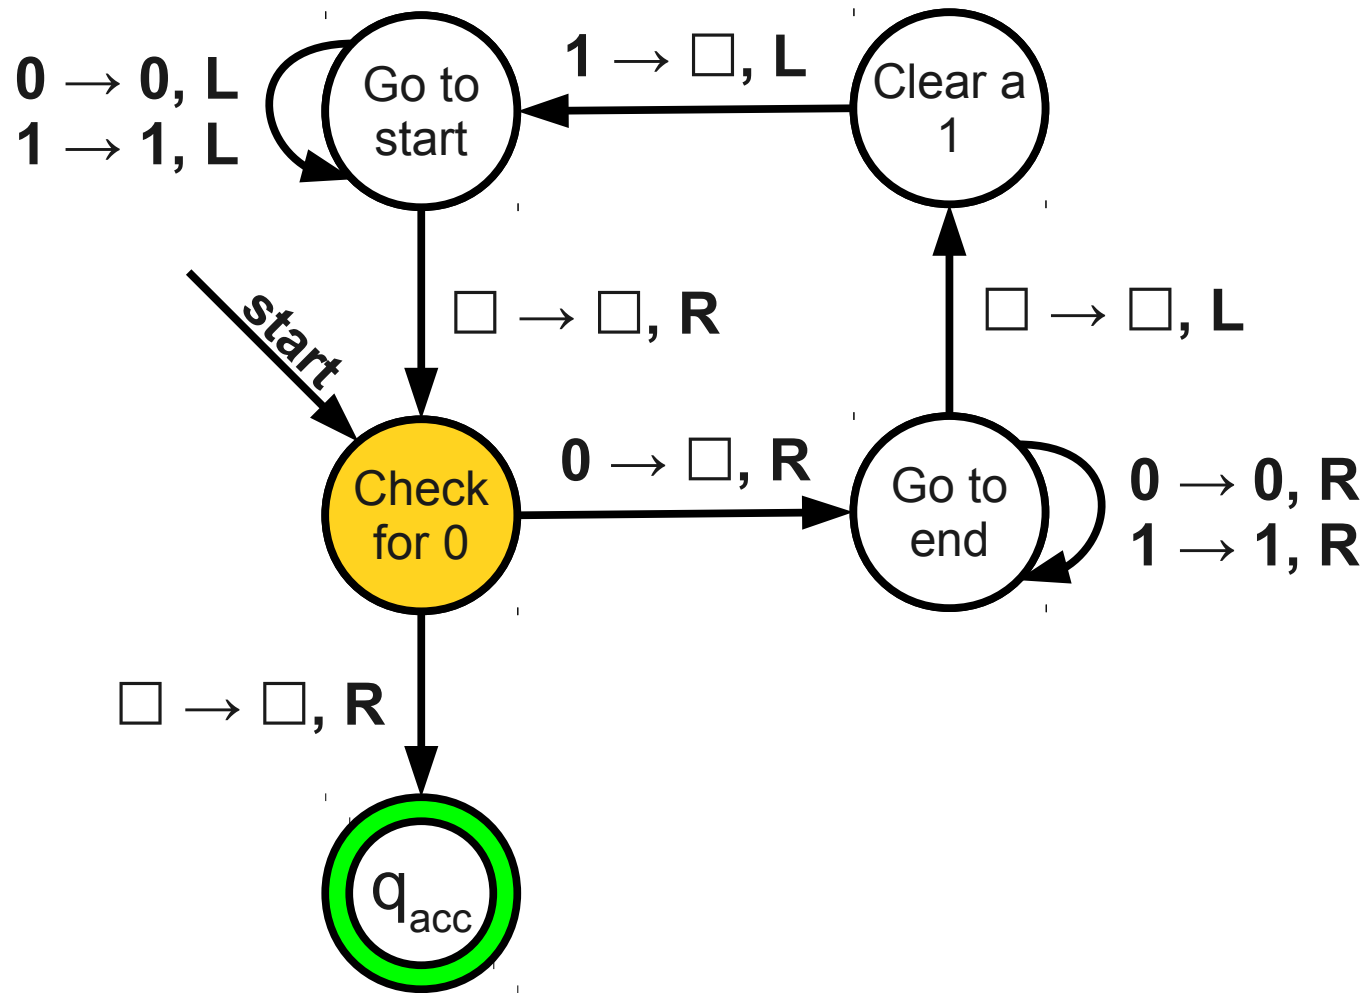 0 → 0, L
1 → 1, L
Go to
start
1 → □, L
Clear a
1
start
□ → □, R
□ → □, L
Check
for 0
0 → □, R
Go to
end
0 → 0, R
1 → 1, R
□ → □, R
qacc